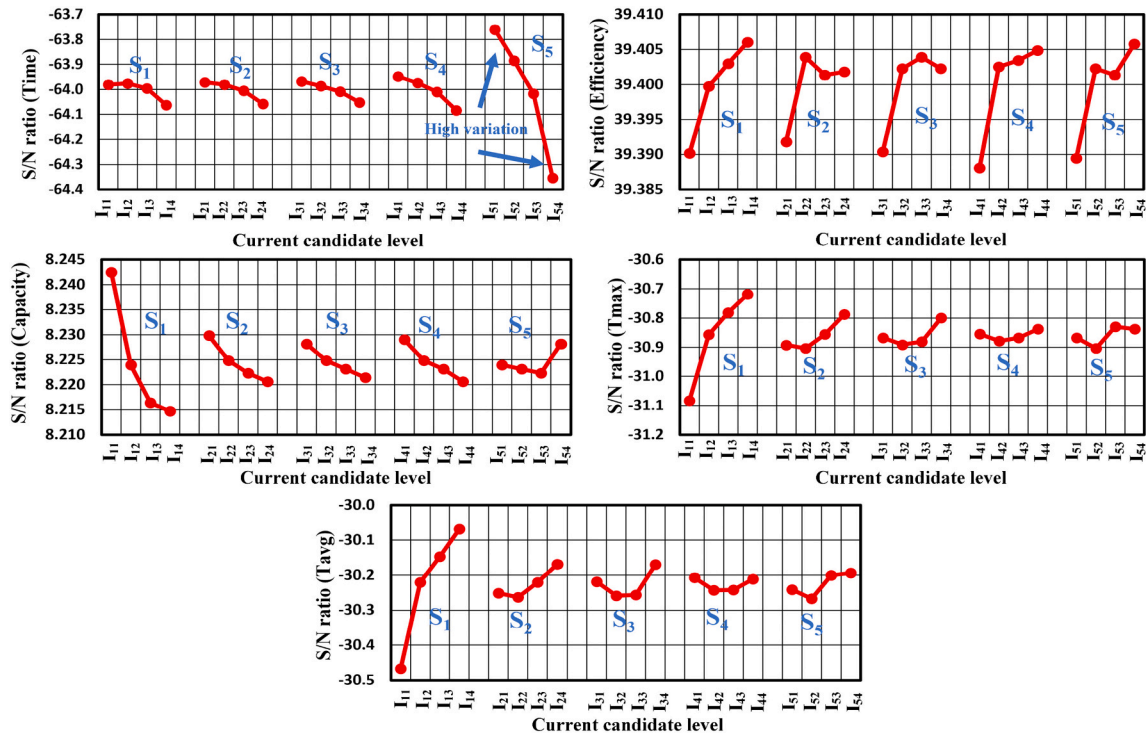 S/N ratio (Time)
-63.7
-63.8
-63.9
-64.0
-64.1
-64.2
-64.3
-64.4
S1
S2
S3
S4
S5
High variation
I11 I12 I13 I14 I21 I22 I23 I24 I31 I32 I33 I34 I41 I42 I43 I44 I51 I52 I53 I54
Current candidate level
S/N ratio (Efficiency)
39.410
39.405
39.400
39.395
39.390
39.385
S1
S2
S3
S4
S5
I11 I12 I13 I14 I21 I22 I23 I24 I31 I32 I33 I34 I41 I42 I43 I44 I51 I52 I53 I54
Current candidate level
S/N ratio (Capacity)
8.245
8.240
8.235
8.230
8.225
8.220
8.215
8.210
S1
S2
S3
S4
S5
I11 I12 I13 I14 I21 I22 I23 I24 I31 I32 I33 I34 I41 I42 I43 I44 I51 I52 I53 I54
Current candidate level
S/N ratio (Tmax)
-30.6
-30.7
-30.8
-30.9
-31.0
-31.1
-31.2
S1
S2
S3
S4
S5
I11 I12 I13 I14 I21 I22 I23 I24 I31 I32 I33 I34 I41 I42 I43 I44 I51 I52 I53 I54
Current candidate level
S/N ratio (Tavg)
-30.0
-30.1
-30.2
-30.3
-30.4
-30.5
S1
S2
S3
S4
S5
I11 I12 I13 I14 I21 I22 I23 I24 I31 I32 I33 I34 I41 I42 I43 I44 I51 I52 I53 I54
Current candidate level